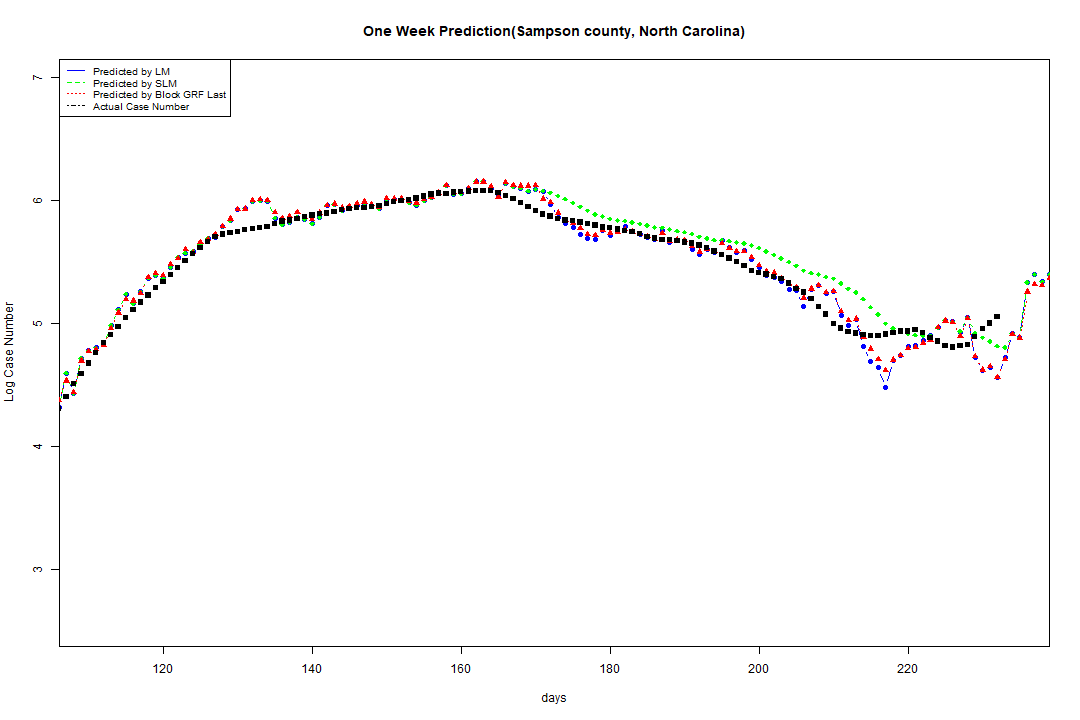 One Week Prediction(Sampson county, North Carolina)
Predicted by LM
Predicted by SLM
Predicted by Block GRF Last
Actual Case Number
7
6
5
4
3
Log Case Number
120 140 160 180 200 220
days